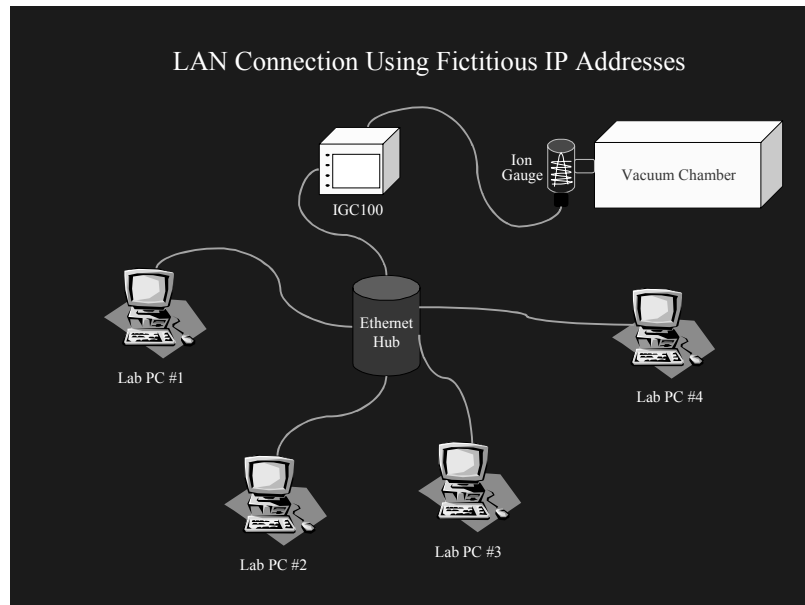 LAN Connection Using Fictitious IP Addresses
Ion
Gauge
Vacuum Chamber
IGC100
Ethernet
Hub
Lab PC #1
Lab PC #4
Lab PC #2
Lab PC #3